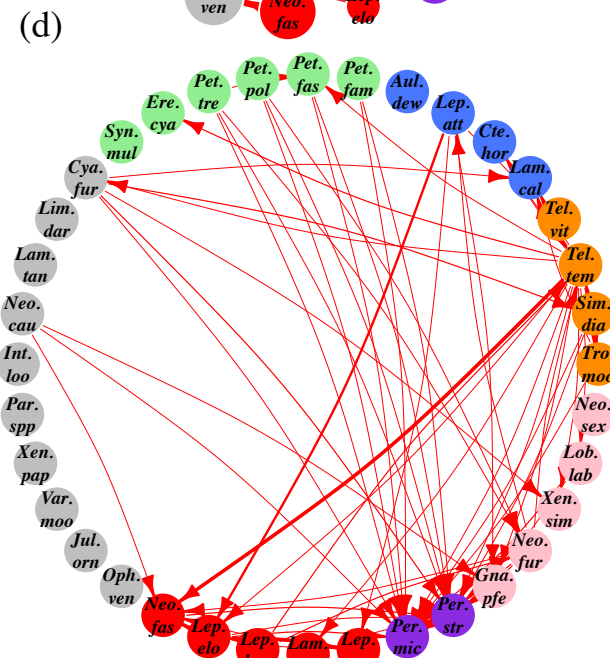 ven
Neo.
fas
elo
(d)
Pet.
fas
Pet.
pol
Pet.
fam
Pet.
tre
Aul.
dew
Ere.
cya
Lep.
att
Syn.
mul
Cte.
hor
Cya.
fur
Lam.
cal
Lim.
dar
Tel.
vit
Lam.
tan
Tel.
tem
Neo.
cau
Sim.
dia
Int.
loo
Tro
moo
Par.
spp
Neo.
sex
Xen.
pap
Lob.
lab
Var.
moo
Xen.
sim
Jul.
orn
Neo.
fur
Oph.
ven
Gna.
pfe
Neo.
fas
Per.
str
Lep.
elo
Per.
mic
Lep.
Lam.
Lep.